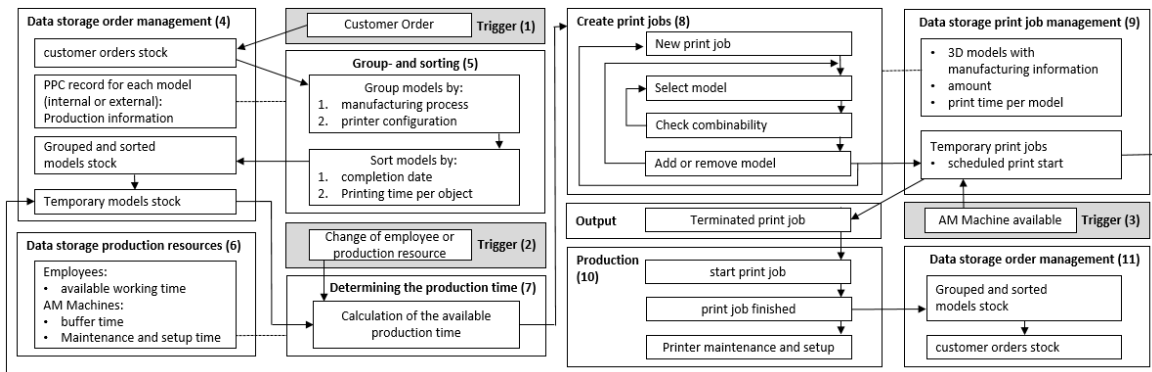 Data storage order management (4)
customer orders stock
PPC record for each model
(internal or external):
Production information
Grouped and sorted
models stock
Temporary models stock
Customer Order
Trigger (1)
Group- and sorting (5)
Group models by:
1. manufacturing process
2. printer configuration
Sort models by:
1. completion date
2. Printing time per object
Data storage production resources (6)
Employees:
• available working time
AM Machines:
• buffer time
• Maintenance and setup time
Change of employee or
production resource
Trigger (2)
Determining the production time (7)
Calculation of the available
production time
Create print jobs (8)
New print job
Select model
Check combinability
Add or remove model
Output
Terminated print job
Production
(10)
start print job
print job finished
Printer maintenance and setup
Data storage print job management (9)
• 3D models with
manufacturing information
• amount
• print time per model
Temporary print jobs
• scheduled print start
AM Machine available
Trigger (3)
Data storage order management (11)
Grouped and sorted
models stock
customer orders stock